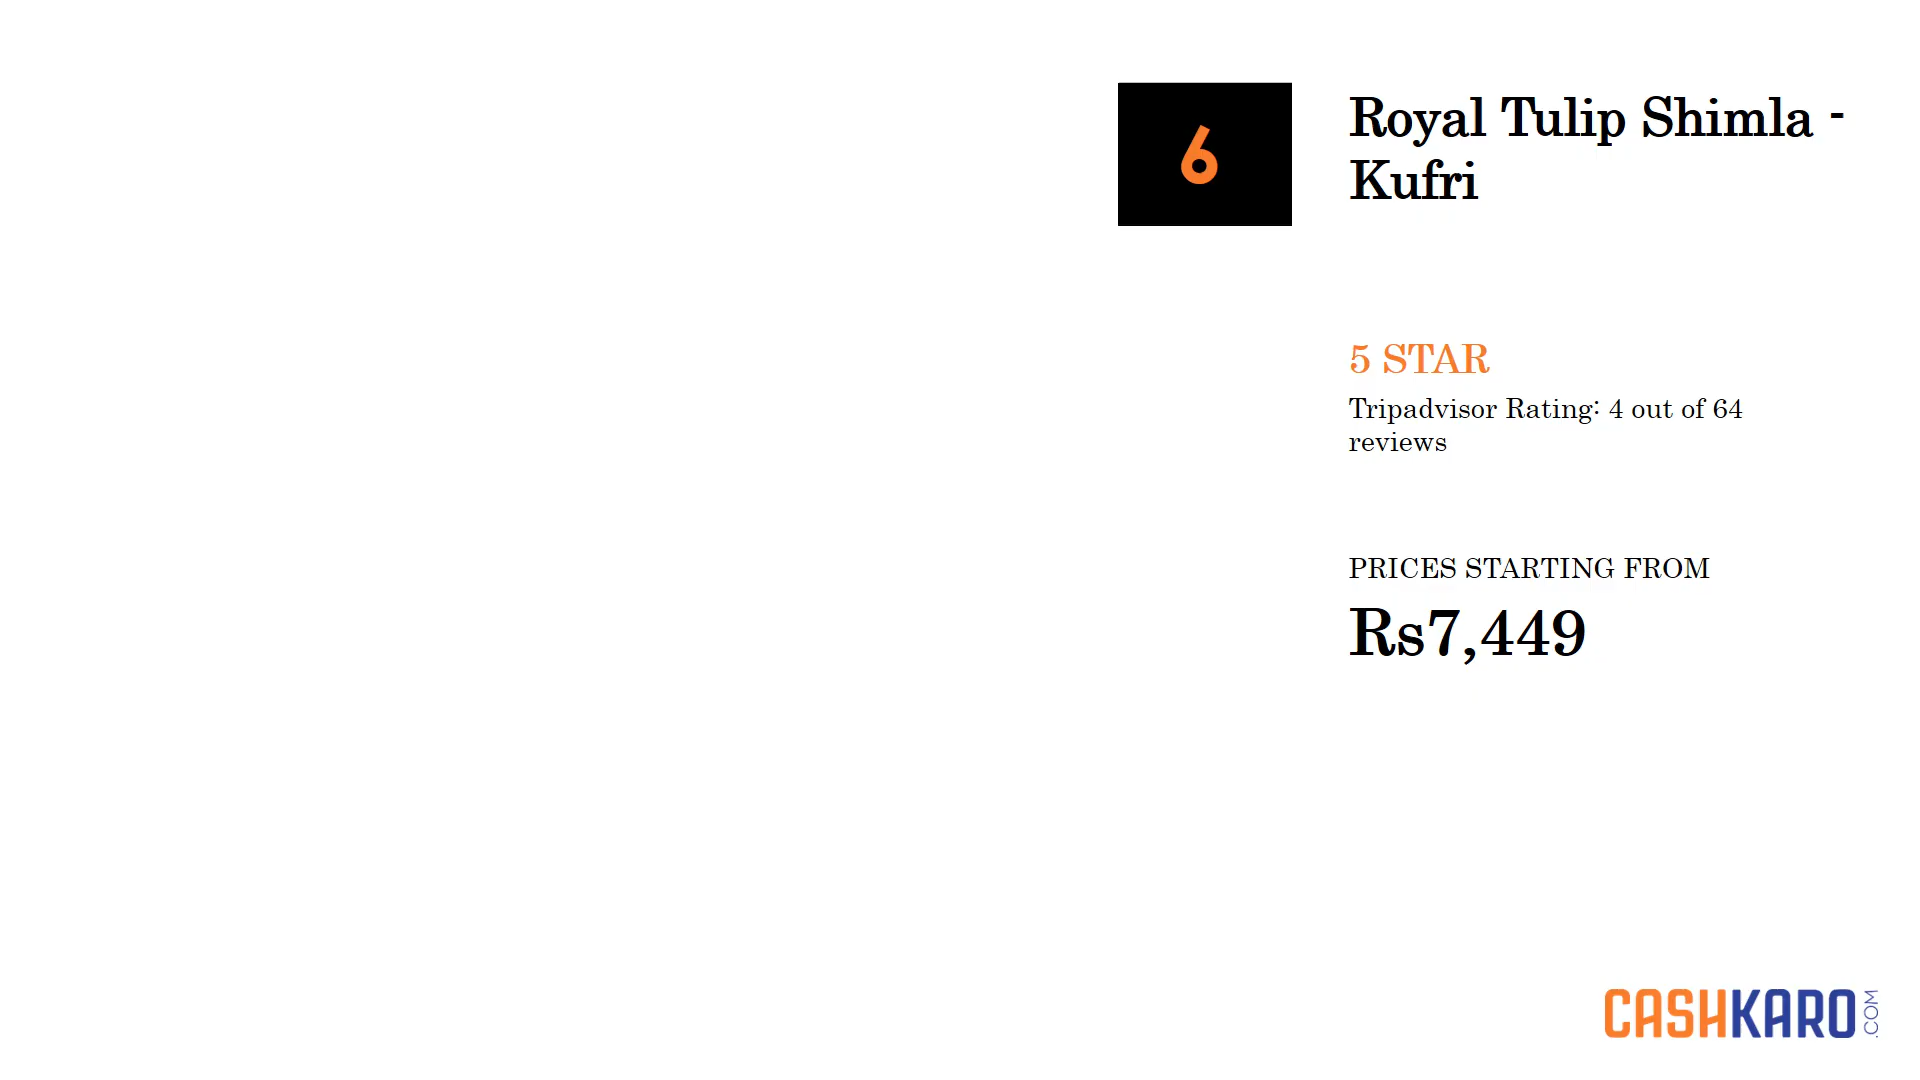 6
Royal Tulip Shimla -
Kufri
5 STAR
Tripadvisor Rating: 4 out of 64
reviews
PRICES STARTING FROM
Rs7,449
CASHKARO.COM